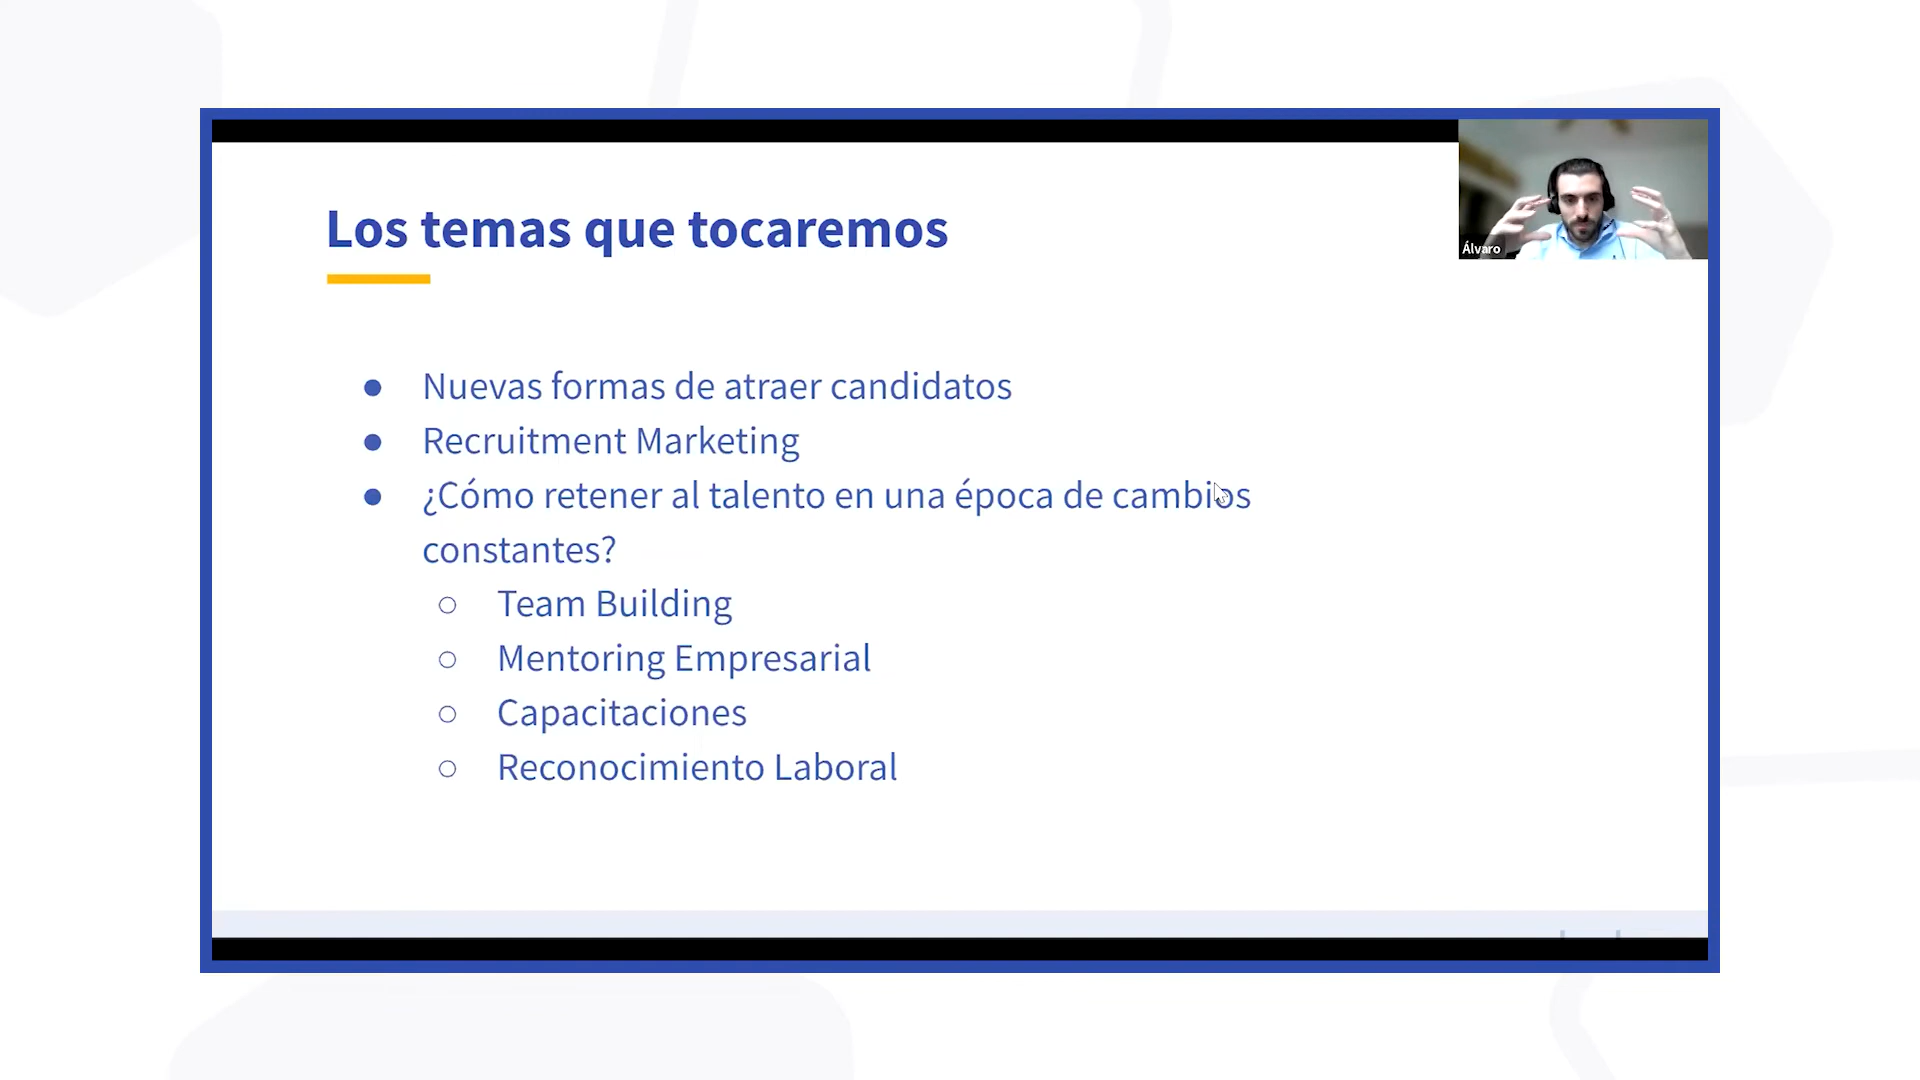 Los temas que tocaremos
Álvaro
● Nuevas formas de atraer candidatos
● Recruitment Marketing
● ¿Cómo retener al talento en una época de cambios
constantes?
○ Team Building
○ Mentoring Empresarial
○ Capacitaciones
○ Reconocimiento Laboral